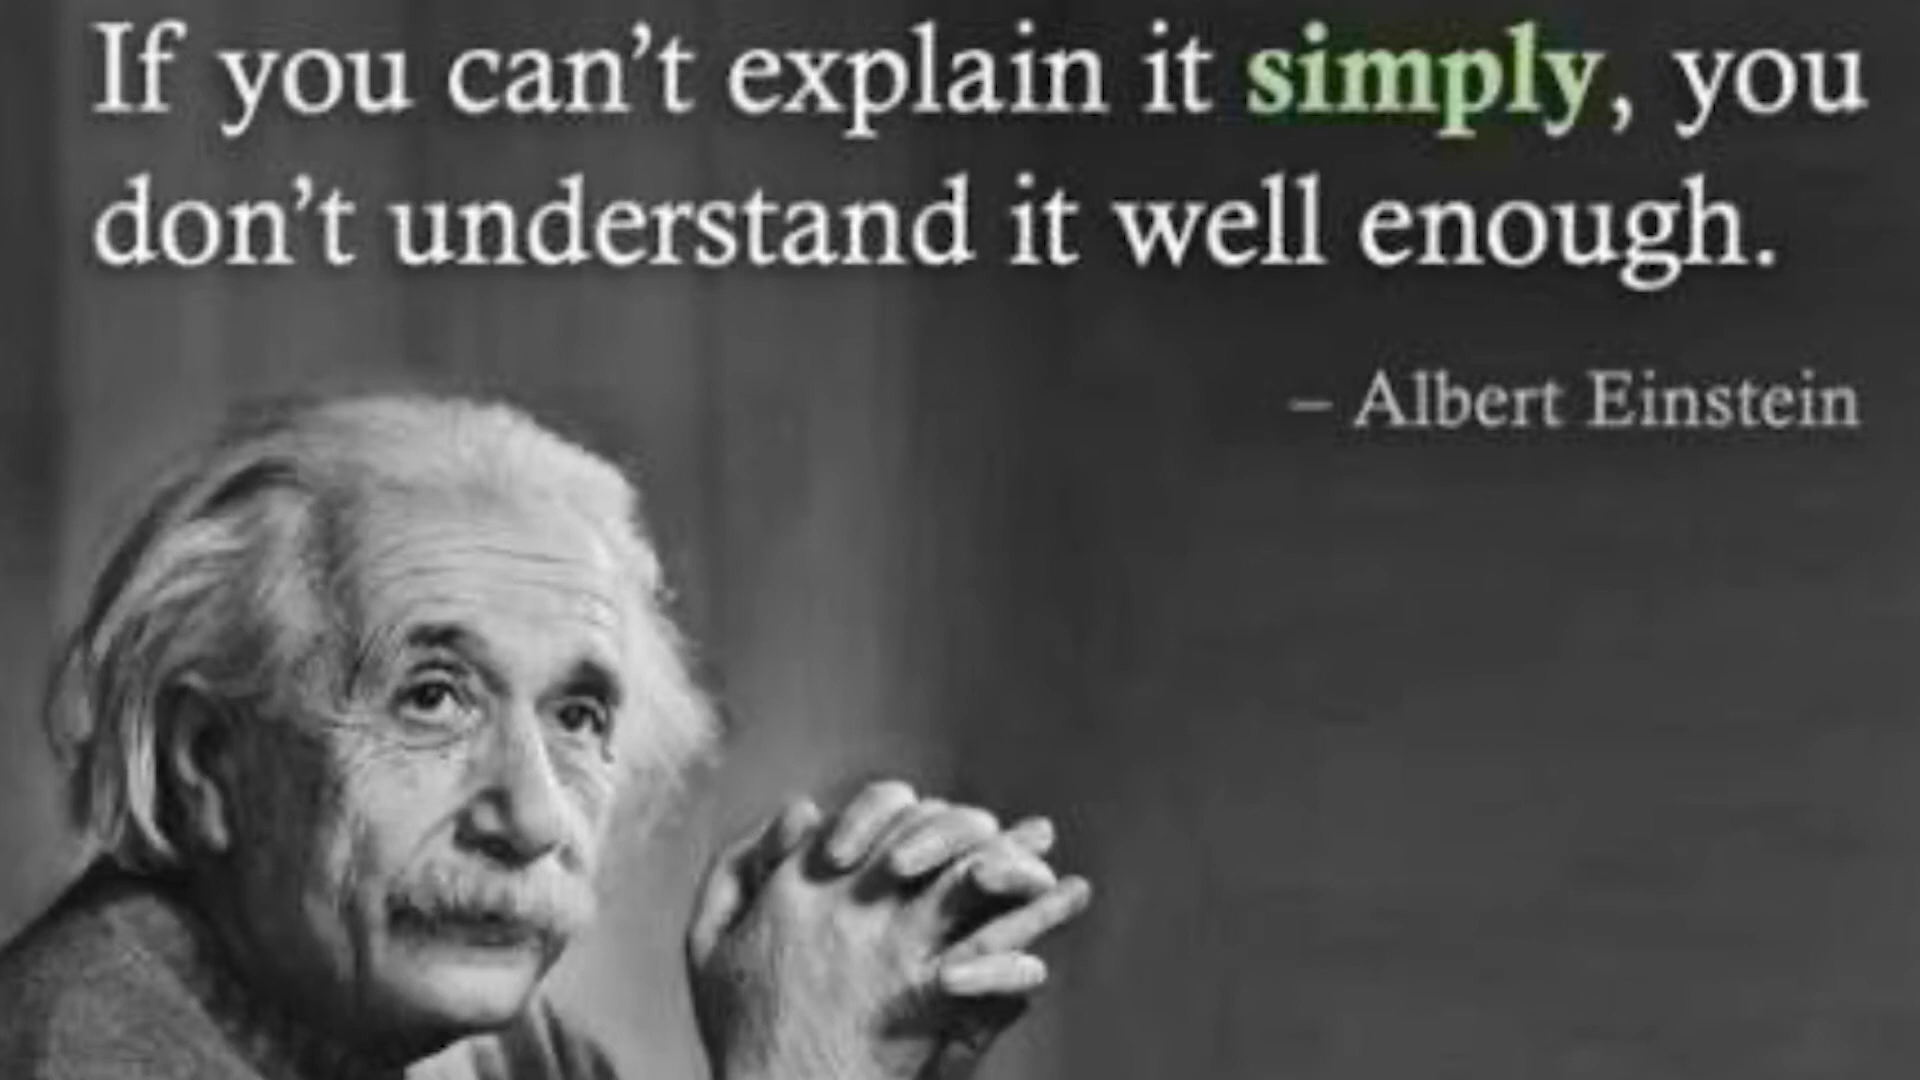 If you can’t explain it simply, you
don’t understand it well enough.
– Albert Einstein